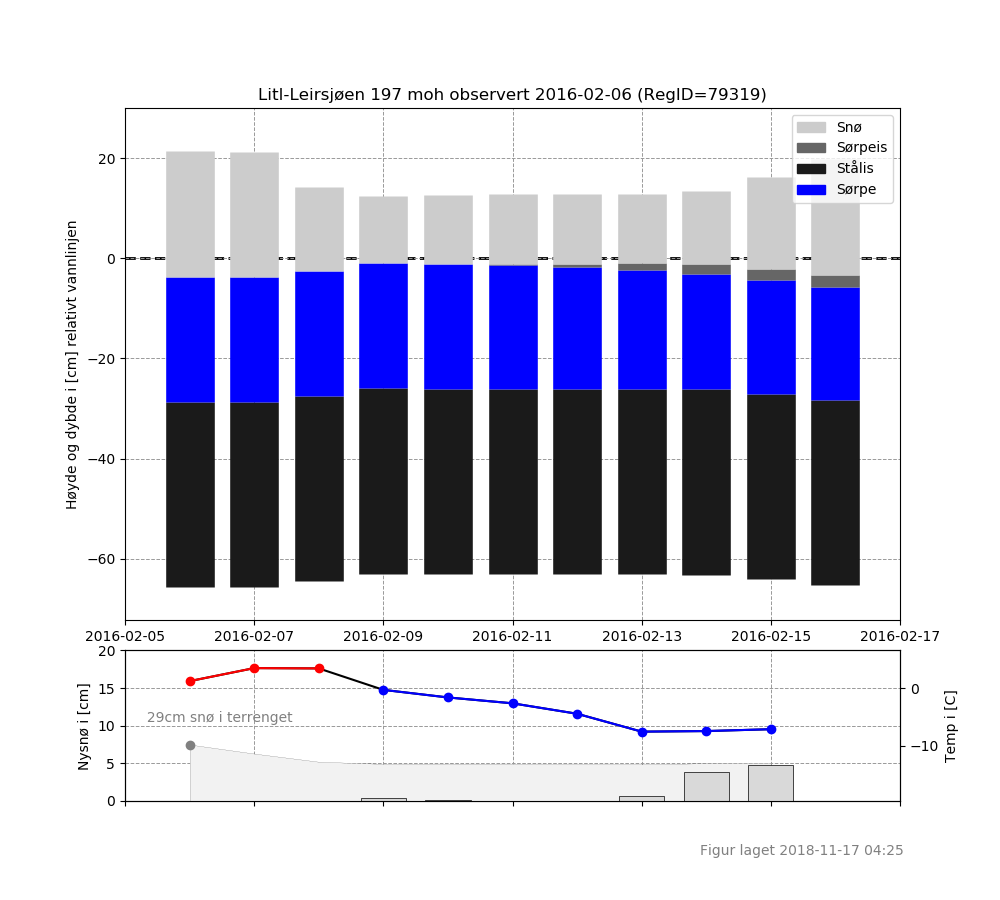 Litl-Leirsjøen 197 moh observert 2016-02-06 (RegID=79319)
Snø
Sørpeis
Stålis
Sørpe
20
0
−20
−40
−60
Høyde og dybde i [cm] relativt vannlinjen
2016-02-05 2016-02-07 2016-02-09 2016-02-11 2016-02-13 2016-02-15 2016-02-17
20
15
10
5
0
Nysnø i [cm]
29cm snø i terrenget
0
−10
Temp i [C]
Figur laget 2018-11-17 04:25